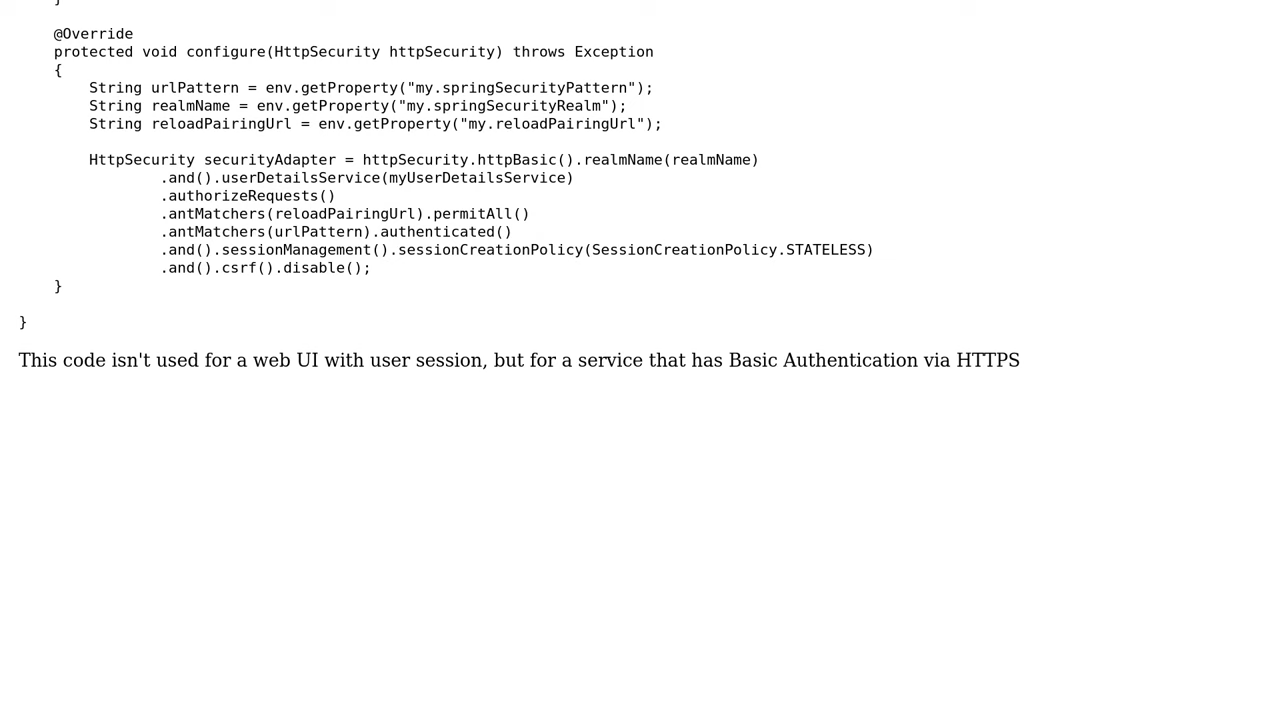 }
@Override
protected void configure(HttpSecurity httpSecurity) throws Exception
{
String urlPattern = env.getProperty("my.springSecurityPattern");
String realmName = env.getProperty("my.springSecurityRealm");
String reloadPairingUrl = env.getProperty("my.reloadPairingUrl");
HttpSecurity securityAdapter = httpSecurity.httpBasic().realmName(realmName)
.and().userDetailsService(myUserDetailsService)
.authorizeRequests()
.antMatchers(reloadPairingUrl).permitAll()
.antMatchers(urlPattern).authenticated()
.and().sessionManagement().sessionCreationPolicy(SessionCreationPolicy.STATELESS)
.and().csrf().disable();
}
}
This code isn't used for a web UI with user session, but for a service that has Basic Authentication via HTTPS